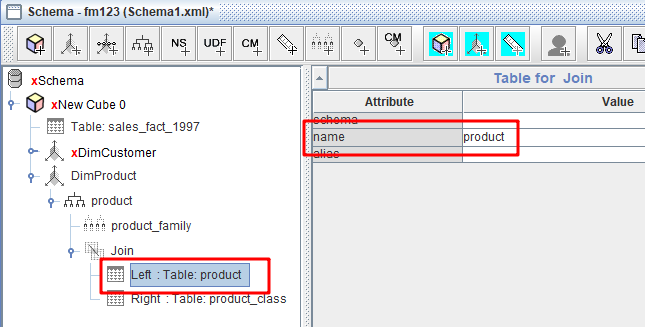 Schema - fm123 (Schema1.xml)*
NS UDF CM CM
xSchema
xNew Cube 0
Table: sales_fact_1997
xDimCustomer
DimProduct
product
product_family
Join
Left : Table: product
Right : Table: product_class
Table for Join
Attribute Value
schema
name product
alias